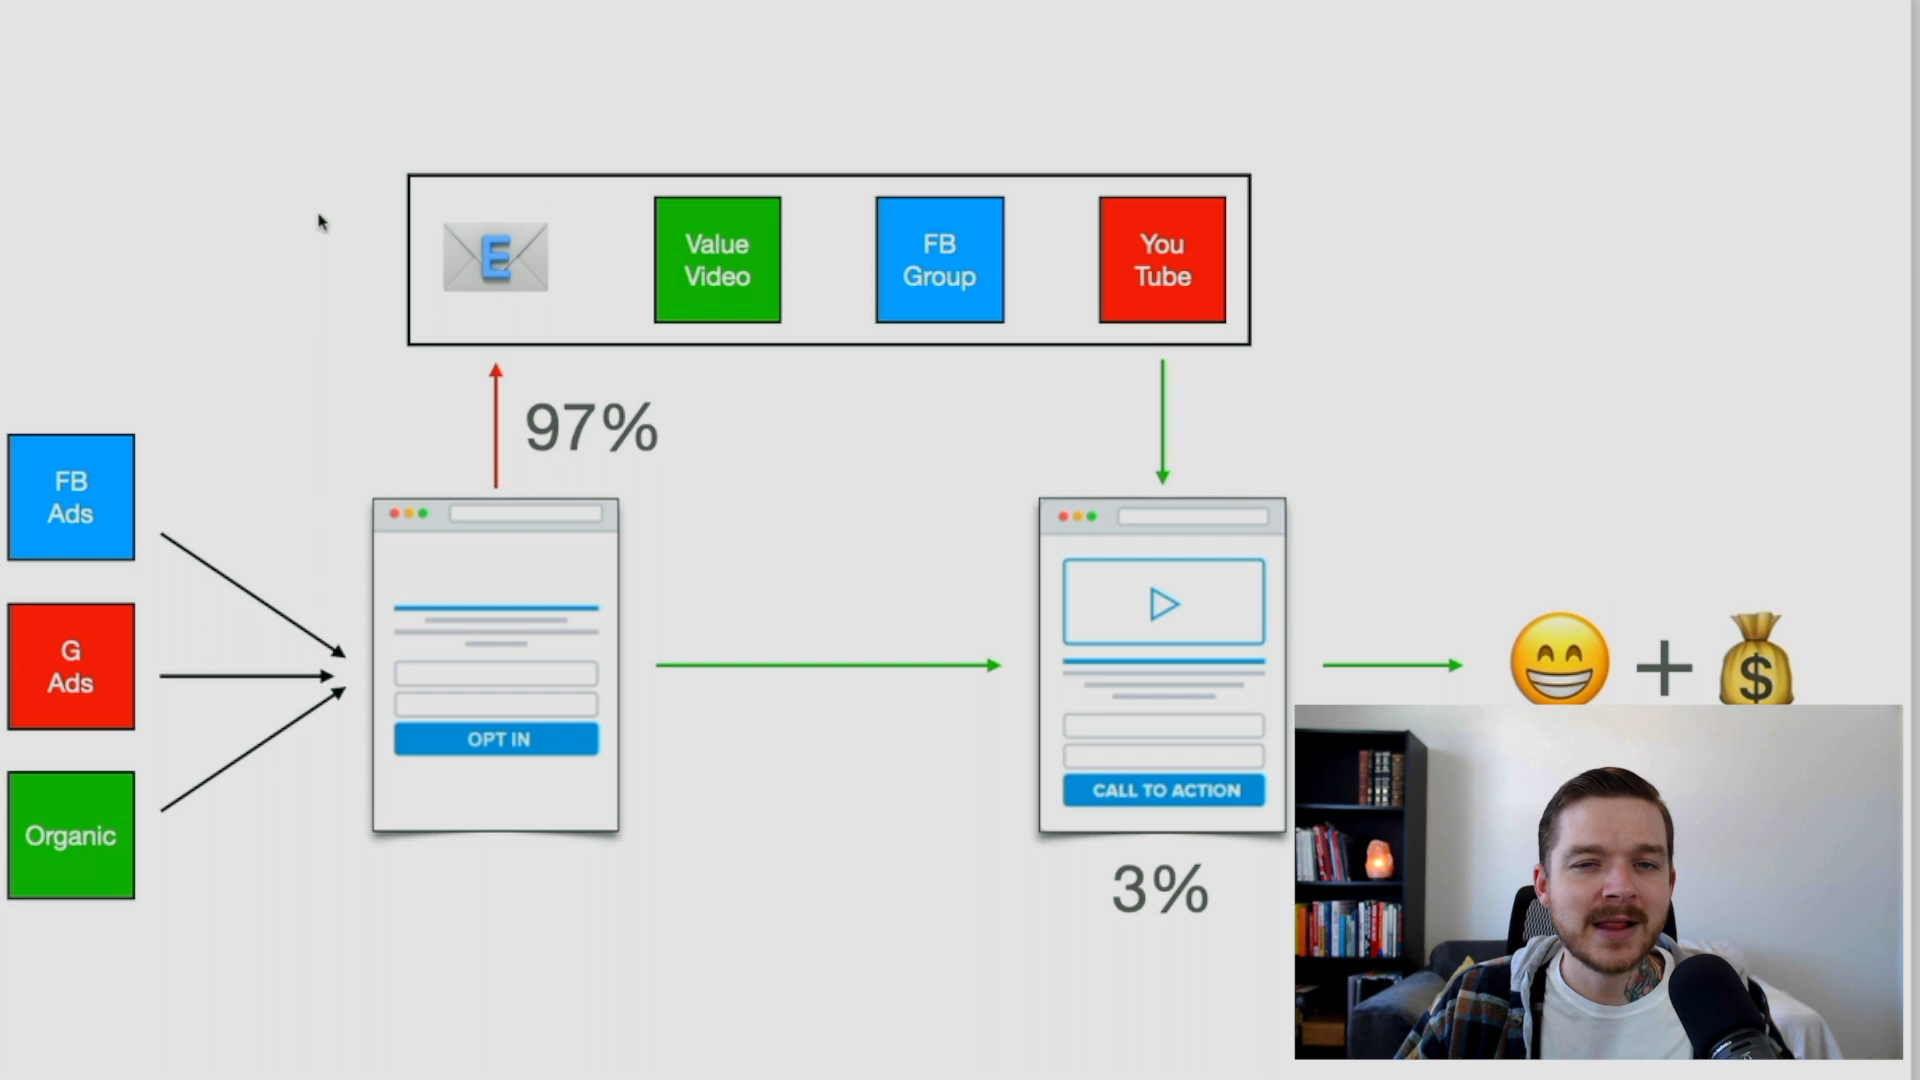 E
Value
Video
FB
Group
You
Tube
97%
FB
Ads
G
Ads
Organic
OPT IN
CALL TO ACTION
3%
+
$